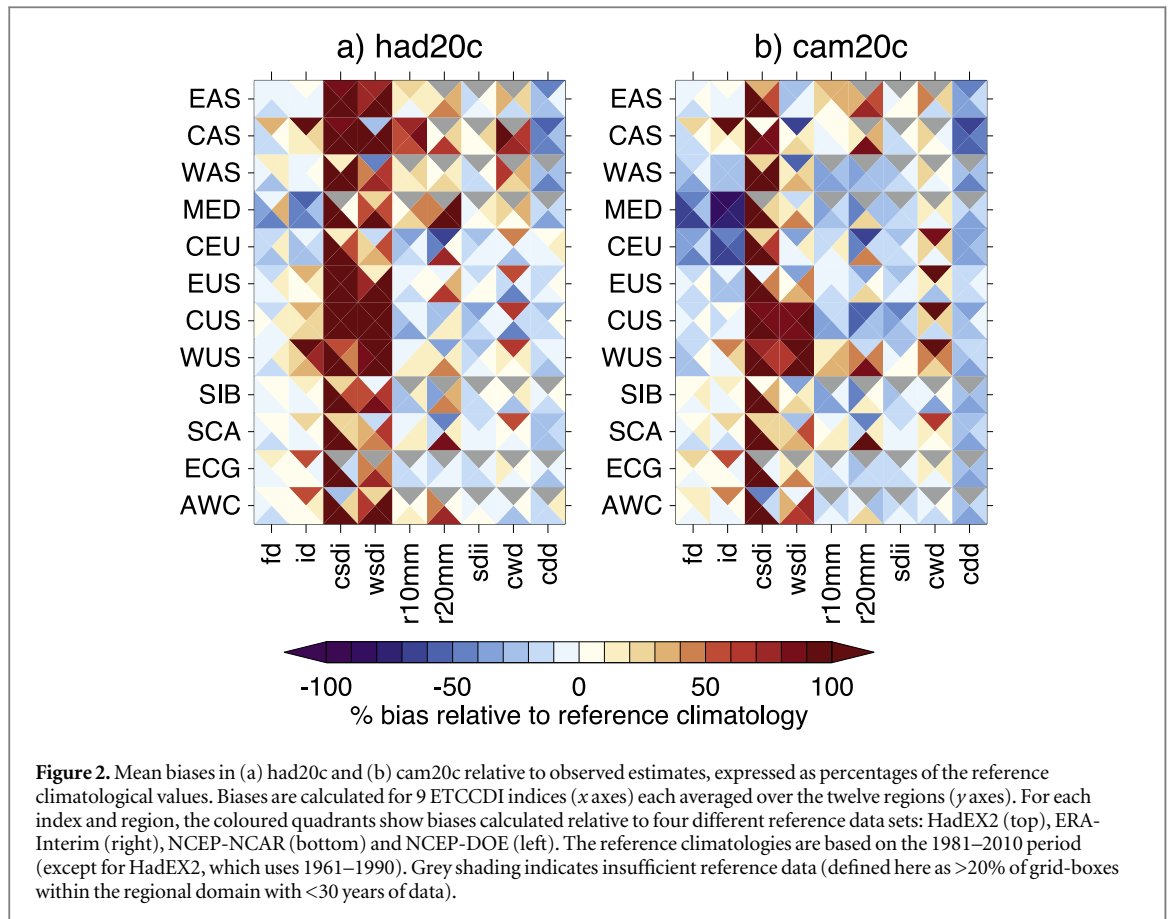 a) had20c
b) cam20c
EAS
CAS
WAS
MED
CEU
EUS
CUS
WUS
SIB
SCA
ECG
AWC
EAS
CAS
WAS
MED
CEU
EUS
CUS
WUS
SIB
SCA
ECG
AWC
fd
id
csdi
wsdi
r10mm
r20mm
sdii
cwd
cdd
fd
id
csdi
wsdi
r10mm
r20mm
sdii
cwd
cdd
-100 -50 0 50 100
% bias relative to reference climatology
Figure 2. Mean biases in (a) had20c and (b) cam20c relative to observed estimates, expressed as percentages of the reference
climatological values. Biases are calculated for 9 ETCCDI indices (x axes) each averaged over the twelve regions (y axes). For each
index and region, the coloured quadrants show biases calculated relative to four different reference data sets: HadEX2 (top), ERA-
Interim (right), NCEP-NCAR (bottom) and NCEP-DOE (left). The reference climatologies are based on the 1981–2010 period
(except for HadEX2, which uses 1961–1990). Grey shading indicates insufficient reference data (defined here as >20% of grid-boxes
within the regional domain with <30 years of data).